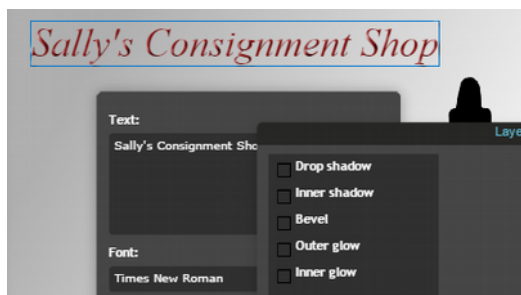 Sally's Consignment Shop
Text:
Sally's Consignment Sho
Font:
Times New Roman
Laye
Drop shadow
Inner shadow
Bevel
Outer glow
Inner glow